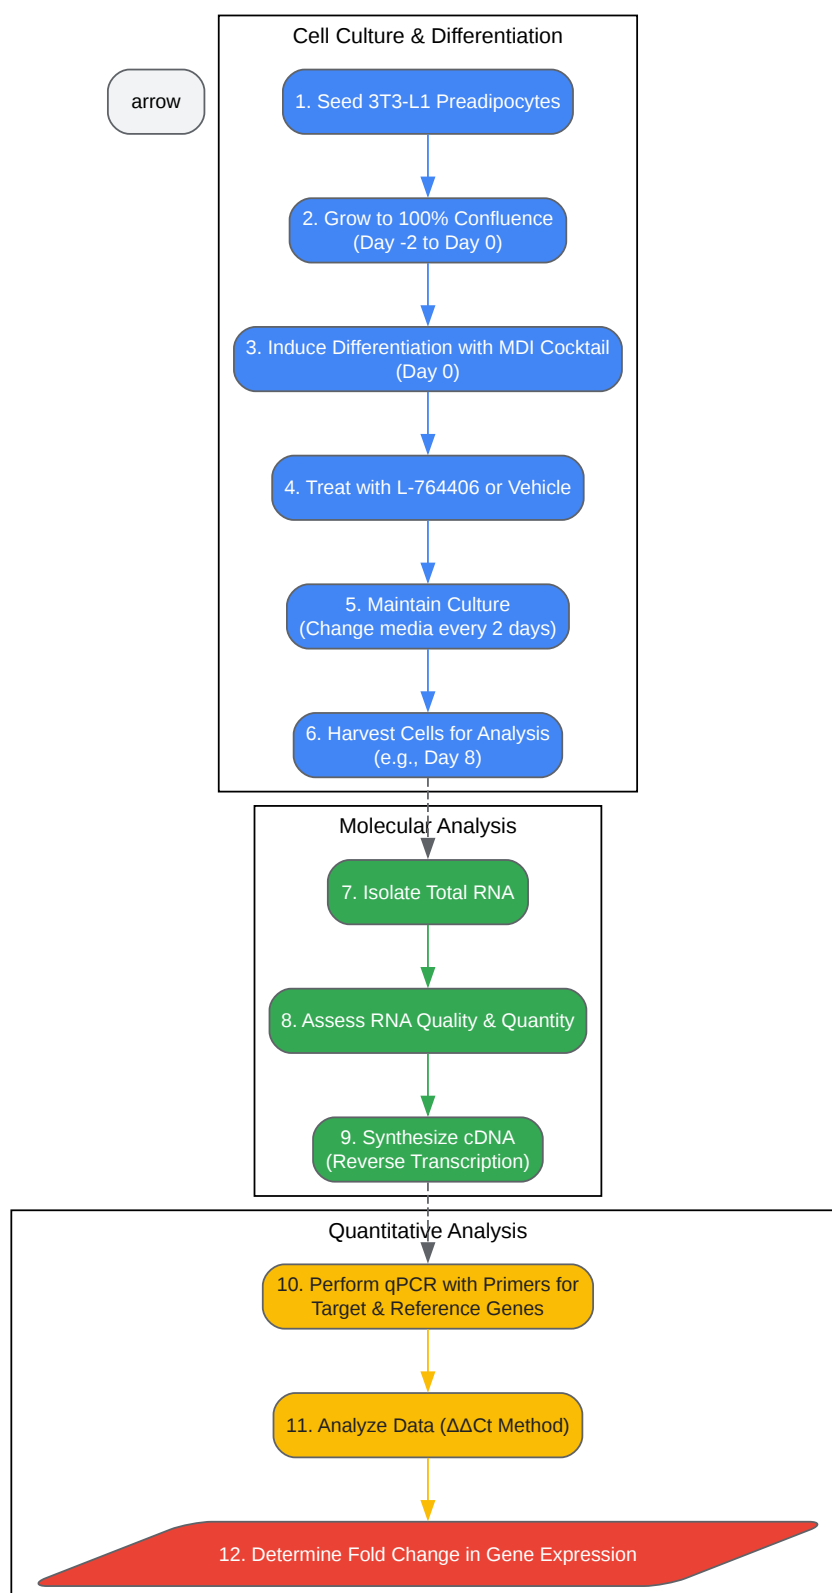 Cell Culture & Differentiation
arrow
1. Seed 3T3-L1 Preadipocytes
2. Grow to 100% Confluence
(Day -2 to Day 0)
3. Induce Differentiation with MDI Cocktail
(Day 0)
4. Treat with L-764406 or Vehicle
5. Maintain Culture
(Change media every 2 days)
6. Harvest Cells for Analysis
(e.g., Day 8)
Molecular Analysis
7. Isolate Total RNA
8. Assess RNA Quality & Quantity
9. Synthesize cDNA
(Reverse Transcription)
Quantitative Analysis
10. Perform qPCR with Primers for
Target & Reference Genes
11. Analyze Data (ΔΔCt Method)
12. Determine Fold Change in Gene Expression